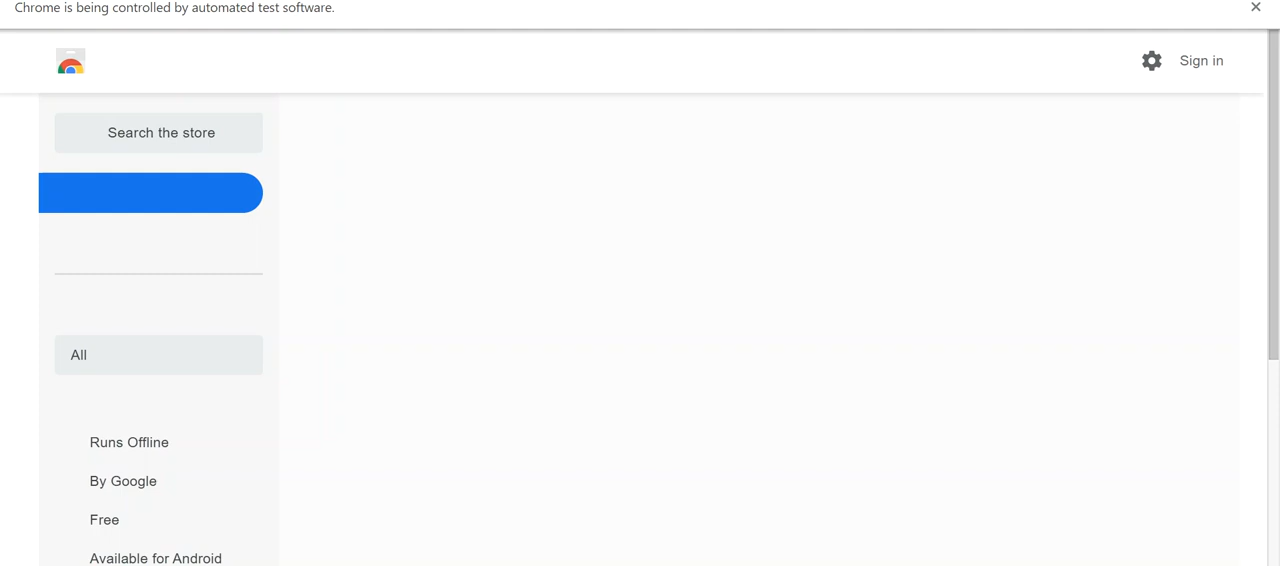 Chrome is being controlled by automated test software.
Sign in
Search the store
All
Runs Offline
By Google
Free
Available for Android